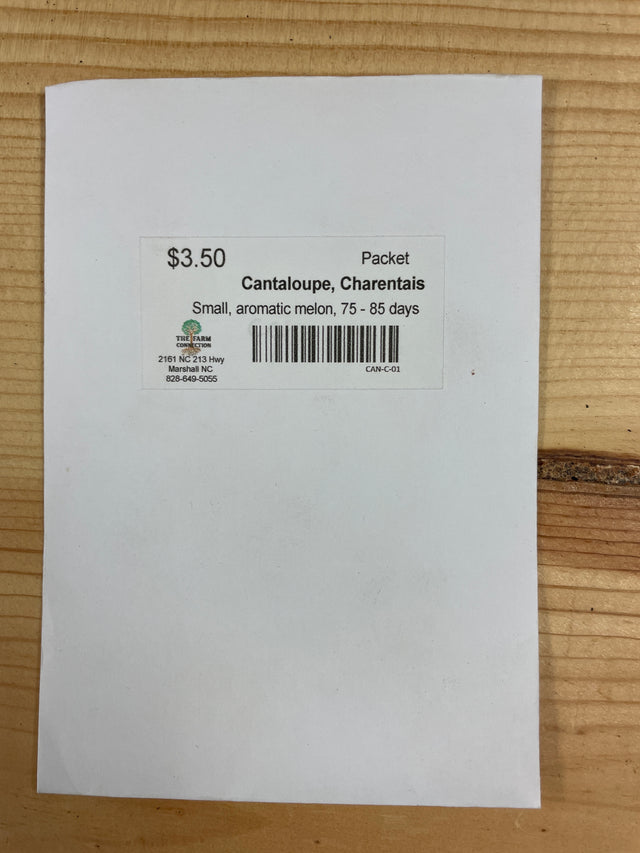 $3.50 Packet
Cantaloupe, Charentais
Small, aromatic melon, 75 - 85 days
THE FARM
CONNECTION
2161 NC 213 Hwy
Marshall NC
828-649-5055
CAN-C-01